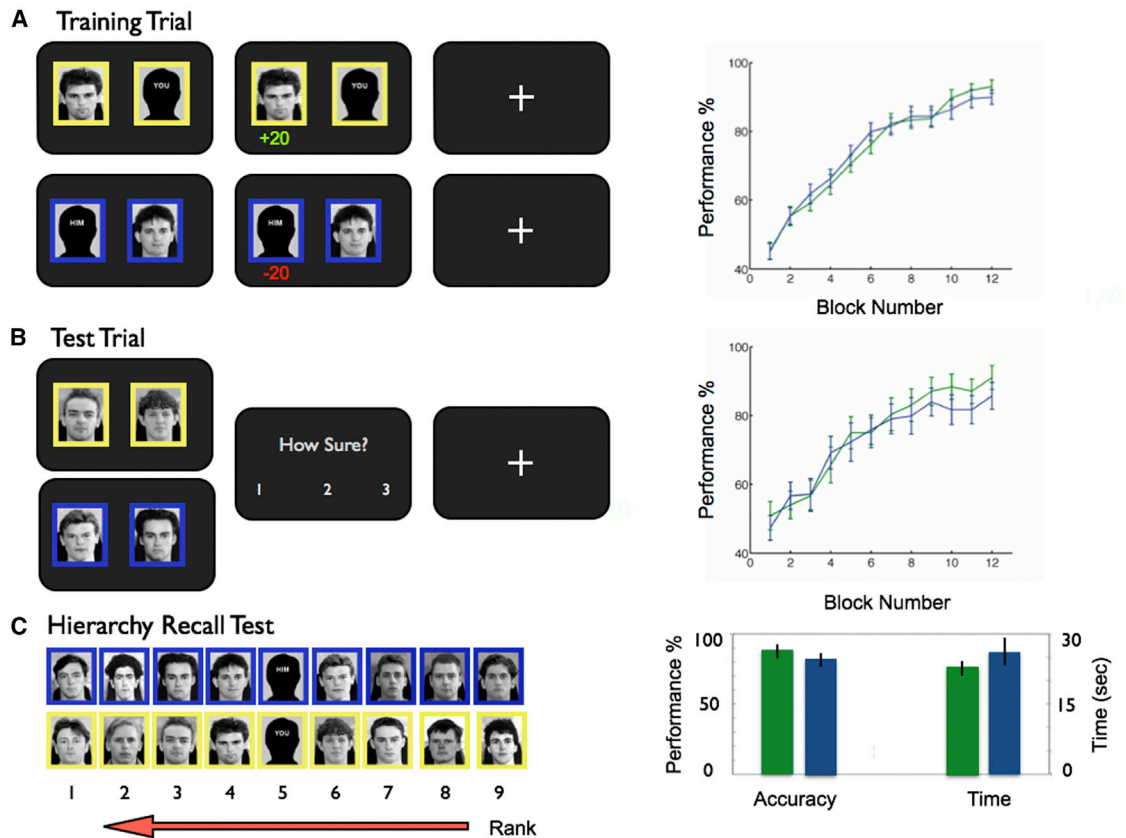 A Training Trial
YOU YOU
+20
+
HIM HIM
-20
+
Performance %
100
80
60
40
0 2 4 6 8 10 12
Block Number
B Test Trial
How Sure?
1 2 3
+
Performance %
100
80
60
40
0 2 4 6 8 10 12
Block Number
C Hierarchy Recall Test
HIM
YOU
1 2 3 4 5 6 7 8 9
Rank
Performance %
100
50
0
30
15
0
Time (sec)
Accuracy Time